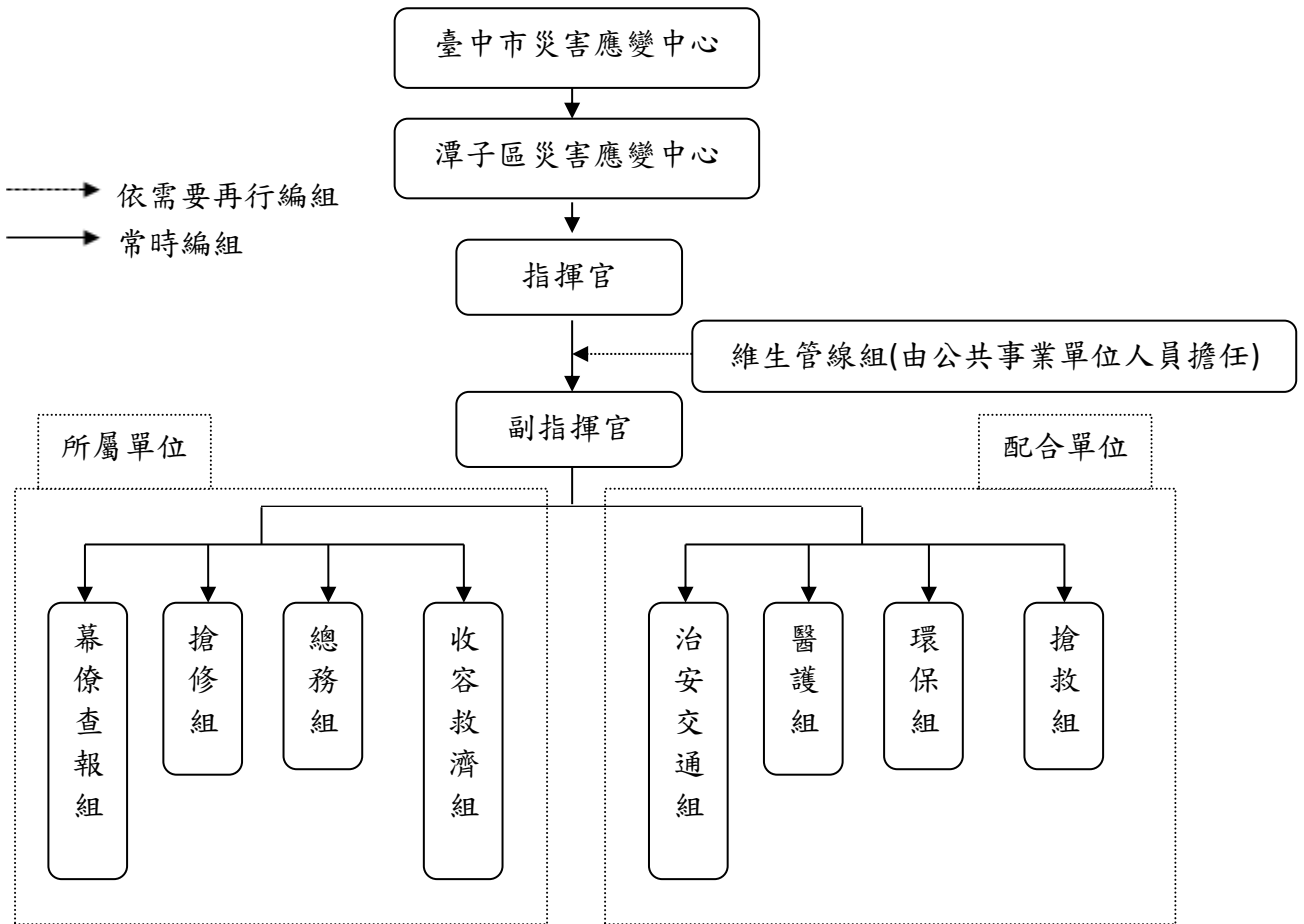 臺中市災害應變中心
潭子區災害應變中心
依需要再行編組
常時編組
指揮官
維生管線組(由公共事業單位人員擔任)
副指揮官
所屬單位
配合單位
幕僚查報組
搶修組
總務組
收容救濟組
治安交通組
醫護組
環保組
搶救組